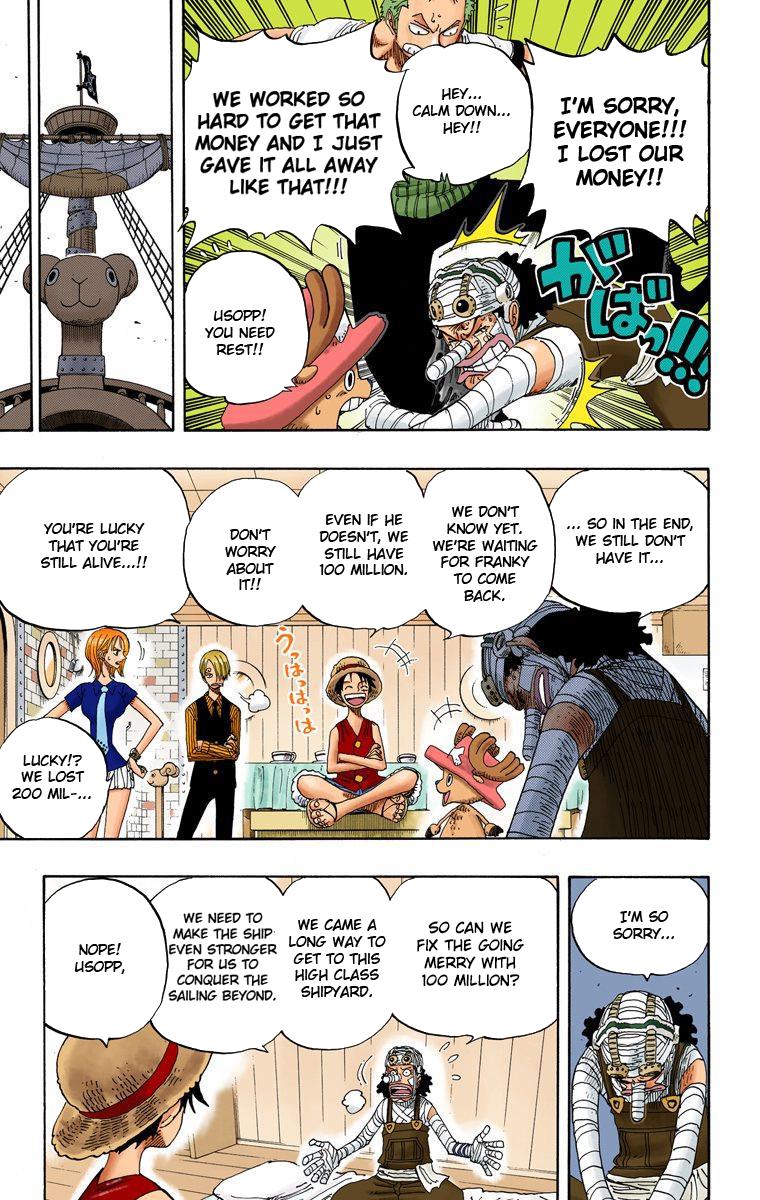 I'M SORRY,
EVERYONE!!!
I LOST OUR
MONEY!!
HEY...
CALM DOWN...
HEY!!
WE WORKED SO
HARD TO GET THAT
MONEY AND I JUST
GAVE IT ALL AWAY
LIKE THAT!!!
がばっ!!!
USOPP!
YOU NEED
REST!!
... SO IN THE END,
WE STILL DON'T
HAVE IT...
WE DON'T
KNOW YET.
WE'RE WAITING
FOR FRANKY
TO COME
BACK.
EVEN IF HE
DOESN'T, WE
STILL HAVE
100 MILLION.
DON'T
WORRY
ABOUT
IT!!
YOU'RE LUCKY
THAT YOU'RE
STILL ALIVE...!!
うっはっはっは
LUCKY!?
WE LOST
200 MIL-...
I'M SO
SORRY...
SO CAN WE
FIX THE GOING
MERRY WITH
100 MILLION?
WE CAME A
LONG WAY TO
GET TO THIS
HIGH CLASS
SHIPYARD.
WE NEED TO
MAKE THE SHIP
EVEN STRONGER
FOR US TO
CONQUER THE
SAILING BEYOND.
NOPE!
USOPP,